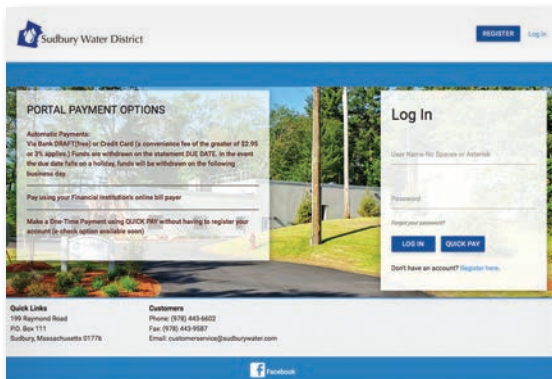 Sudbury Water District
REGISTER
Log in
PORTAL PAYMENT OPTIONS
Automatic Payments:
Via Bank DRAFT(free) or Credit Card (a convenience fee of the greater of $2.95
or 3% applies.) Funds are withdrawn on the statement DUE DATE. In the event
the due date falls on a holiday, funds will be withdrawn on the following
business day
Pay using your Financial Institution's online bill payer
Make a One-Time Payment using QUICK PAY without having to register your
account (e-check option available soon)
Log In
User Name-No Spaces or Asterisk
Password
Forgot your password?
LOG IN
QUICK PAY
Don't have an account? Register here.
Quick Links
199 Raymond Road
P.O. Box 111
Sudbury, Massachusetts 01776
Customers
Phone: (978) 443-6602
Fax: (978) 443-9587
Email: customerservice@sudburywater.com
f Facebook